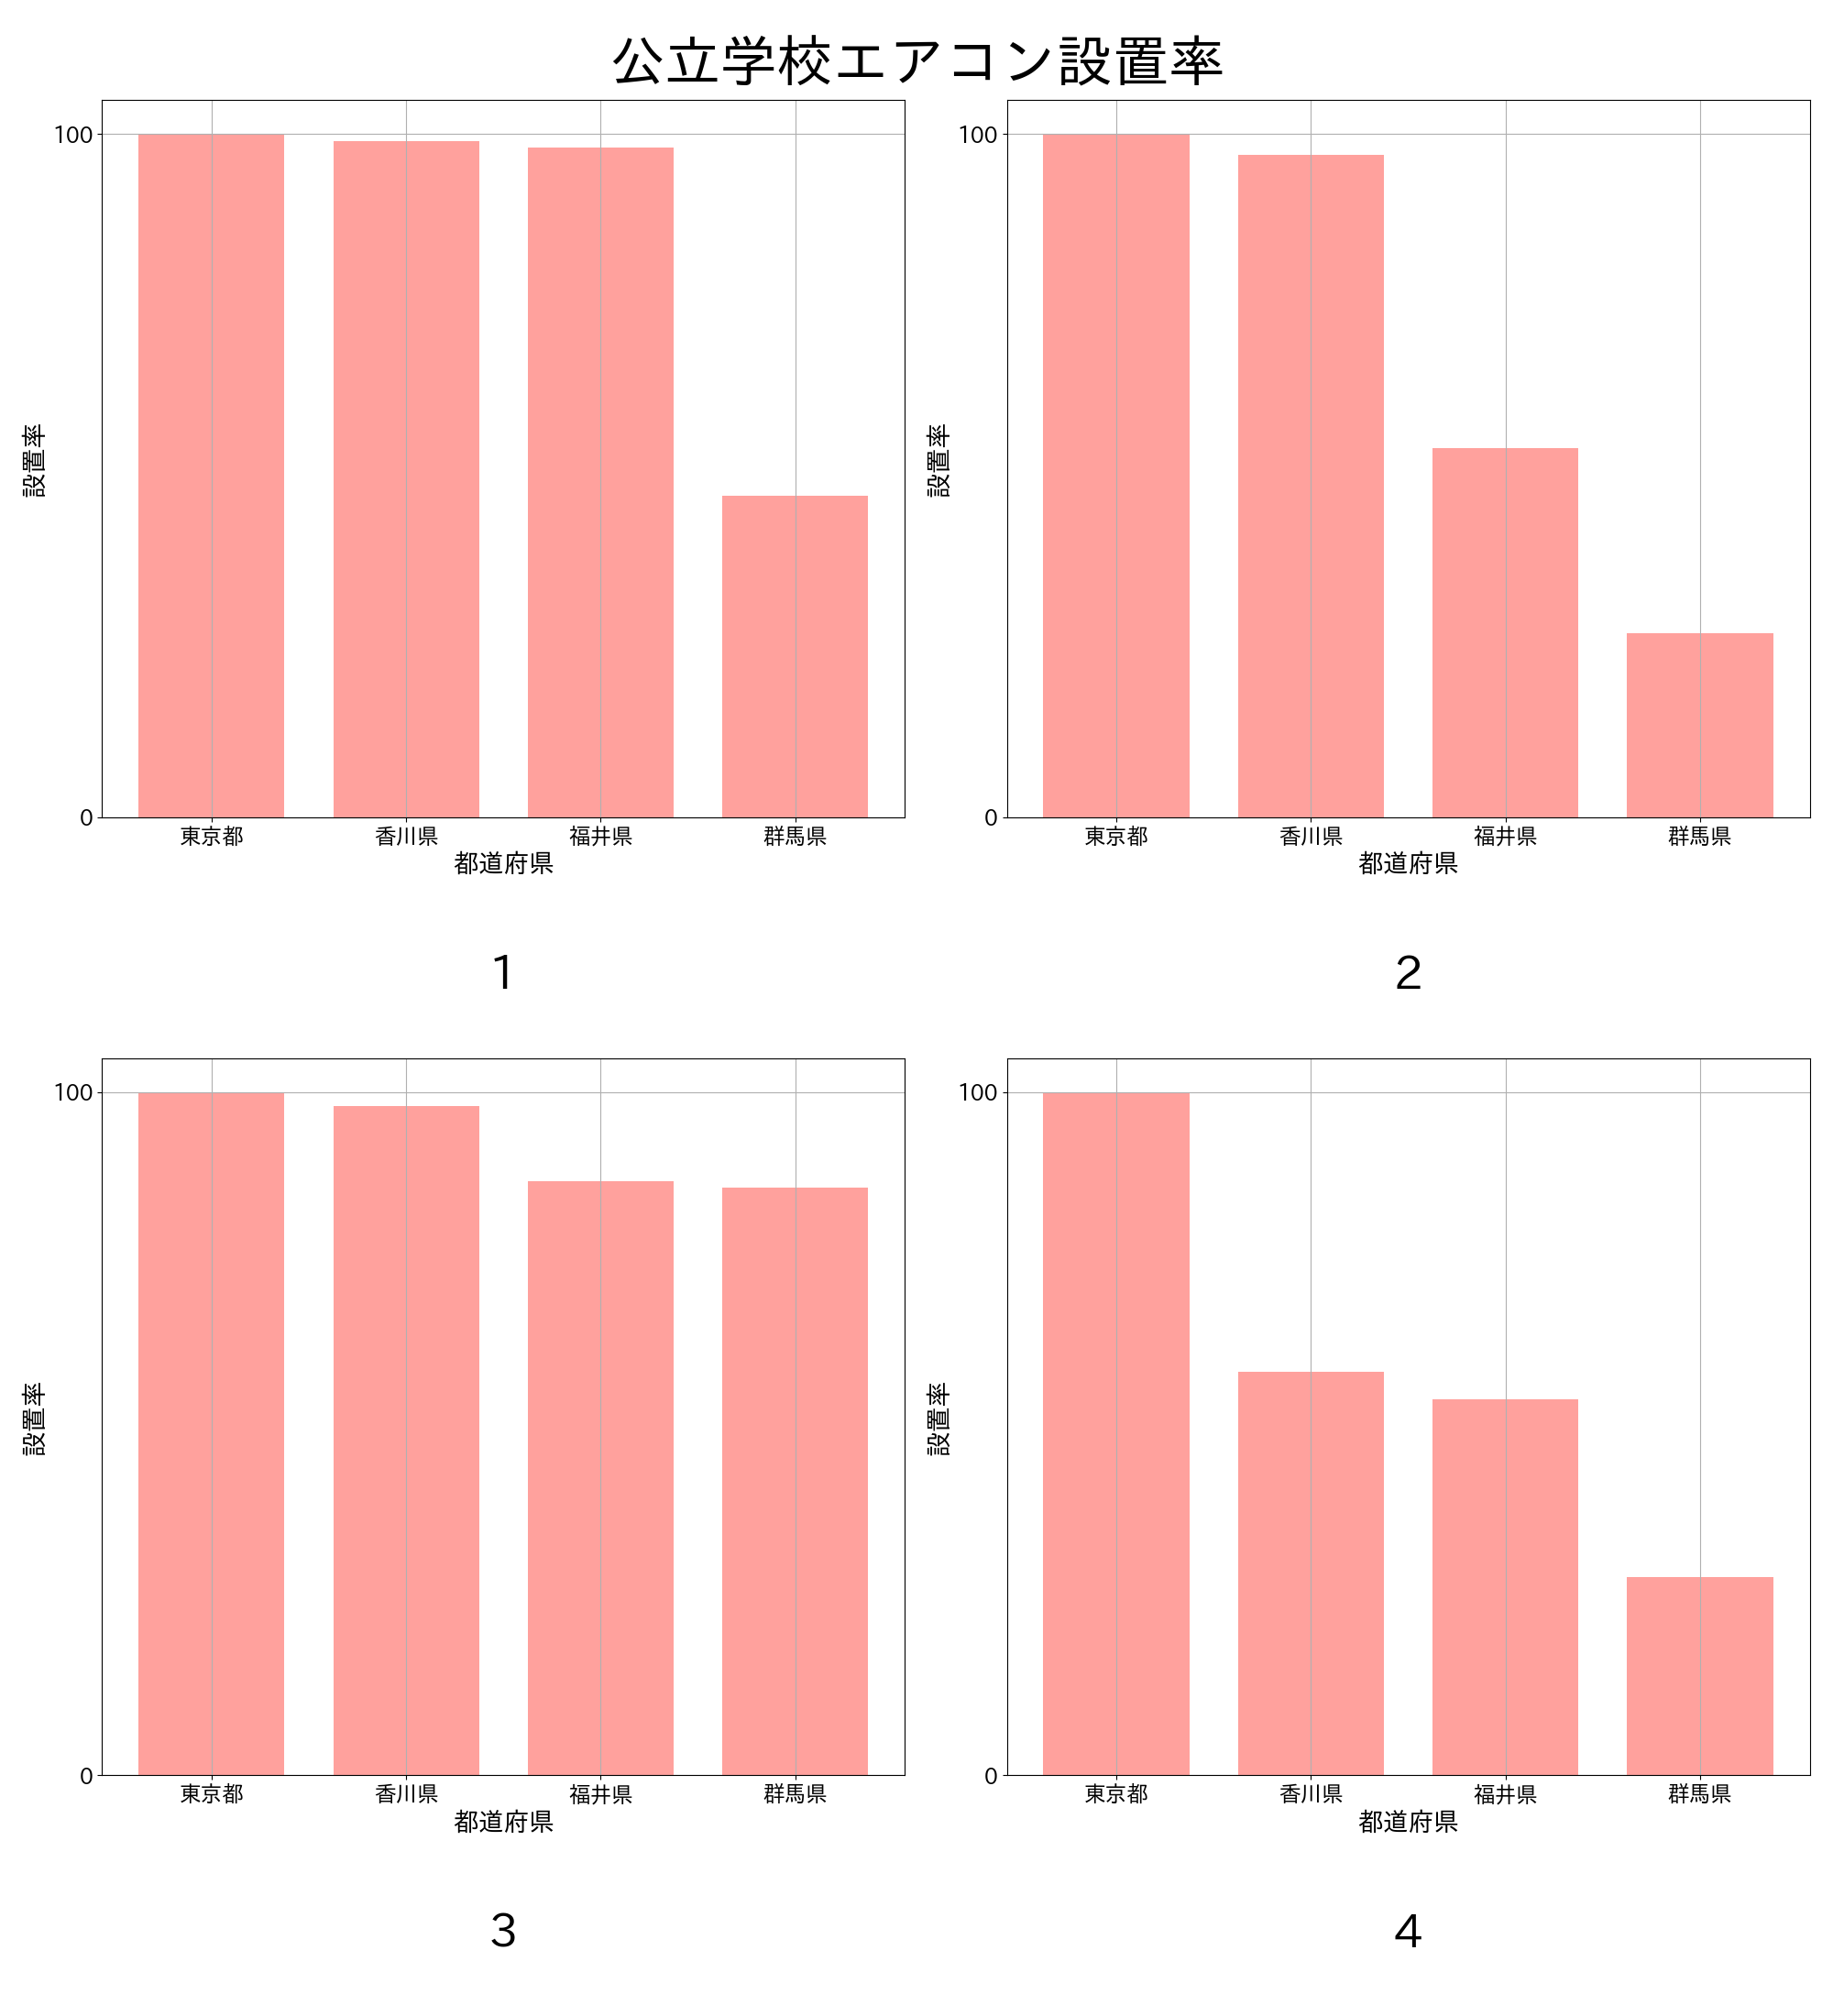 公立学校エアコン設置率
100
0
設置率
東京都 香川県 福井県 群馬県
都道府県
1
100
0
設置率
東京都 香川県 福井県 群馬県
都道府県
2
100
0
設置率
東京都 香川県 福井県 群馬県
都道府県
3
100
0
設置率
東京都 香川県 福井県 群馬県
都道府県
4